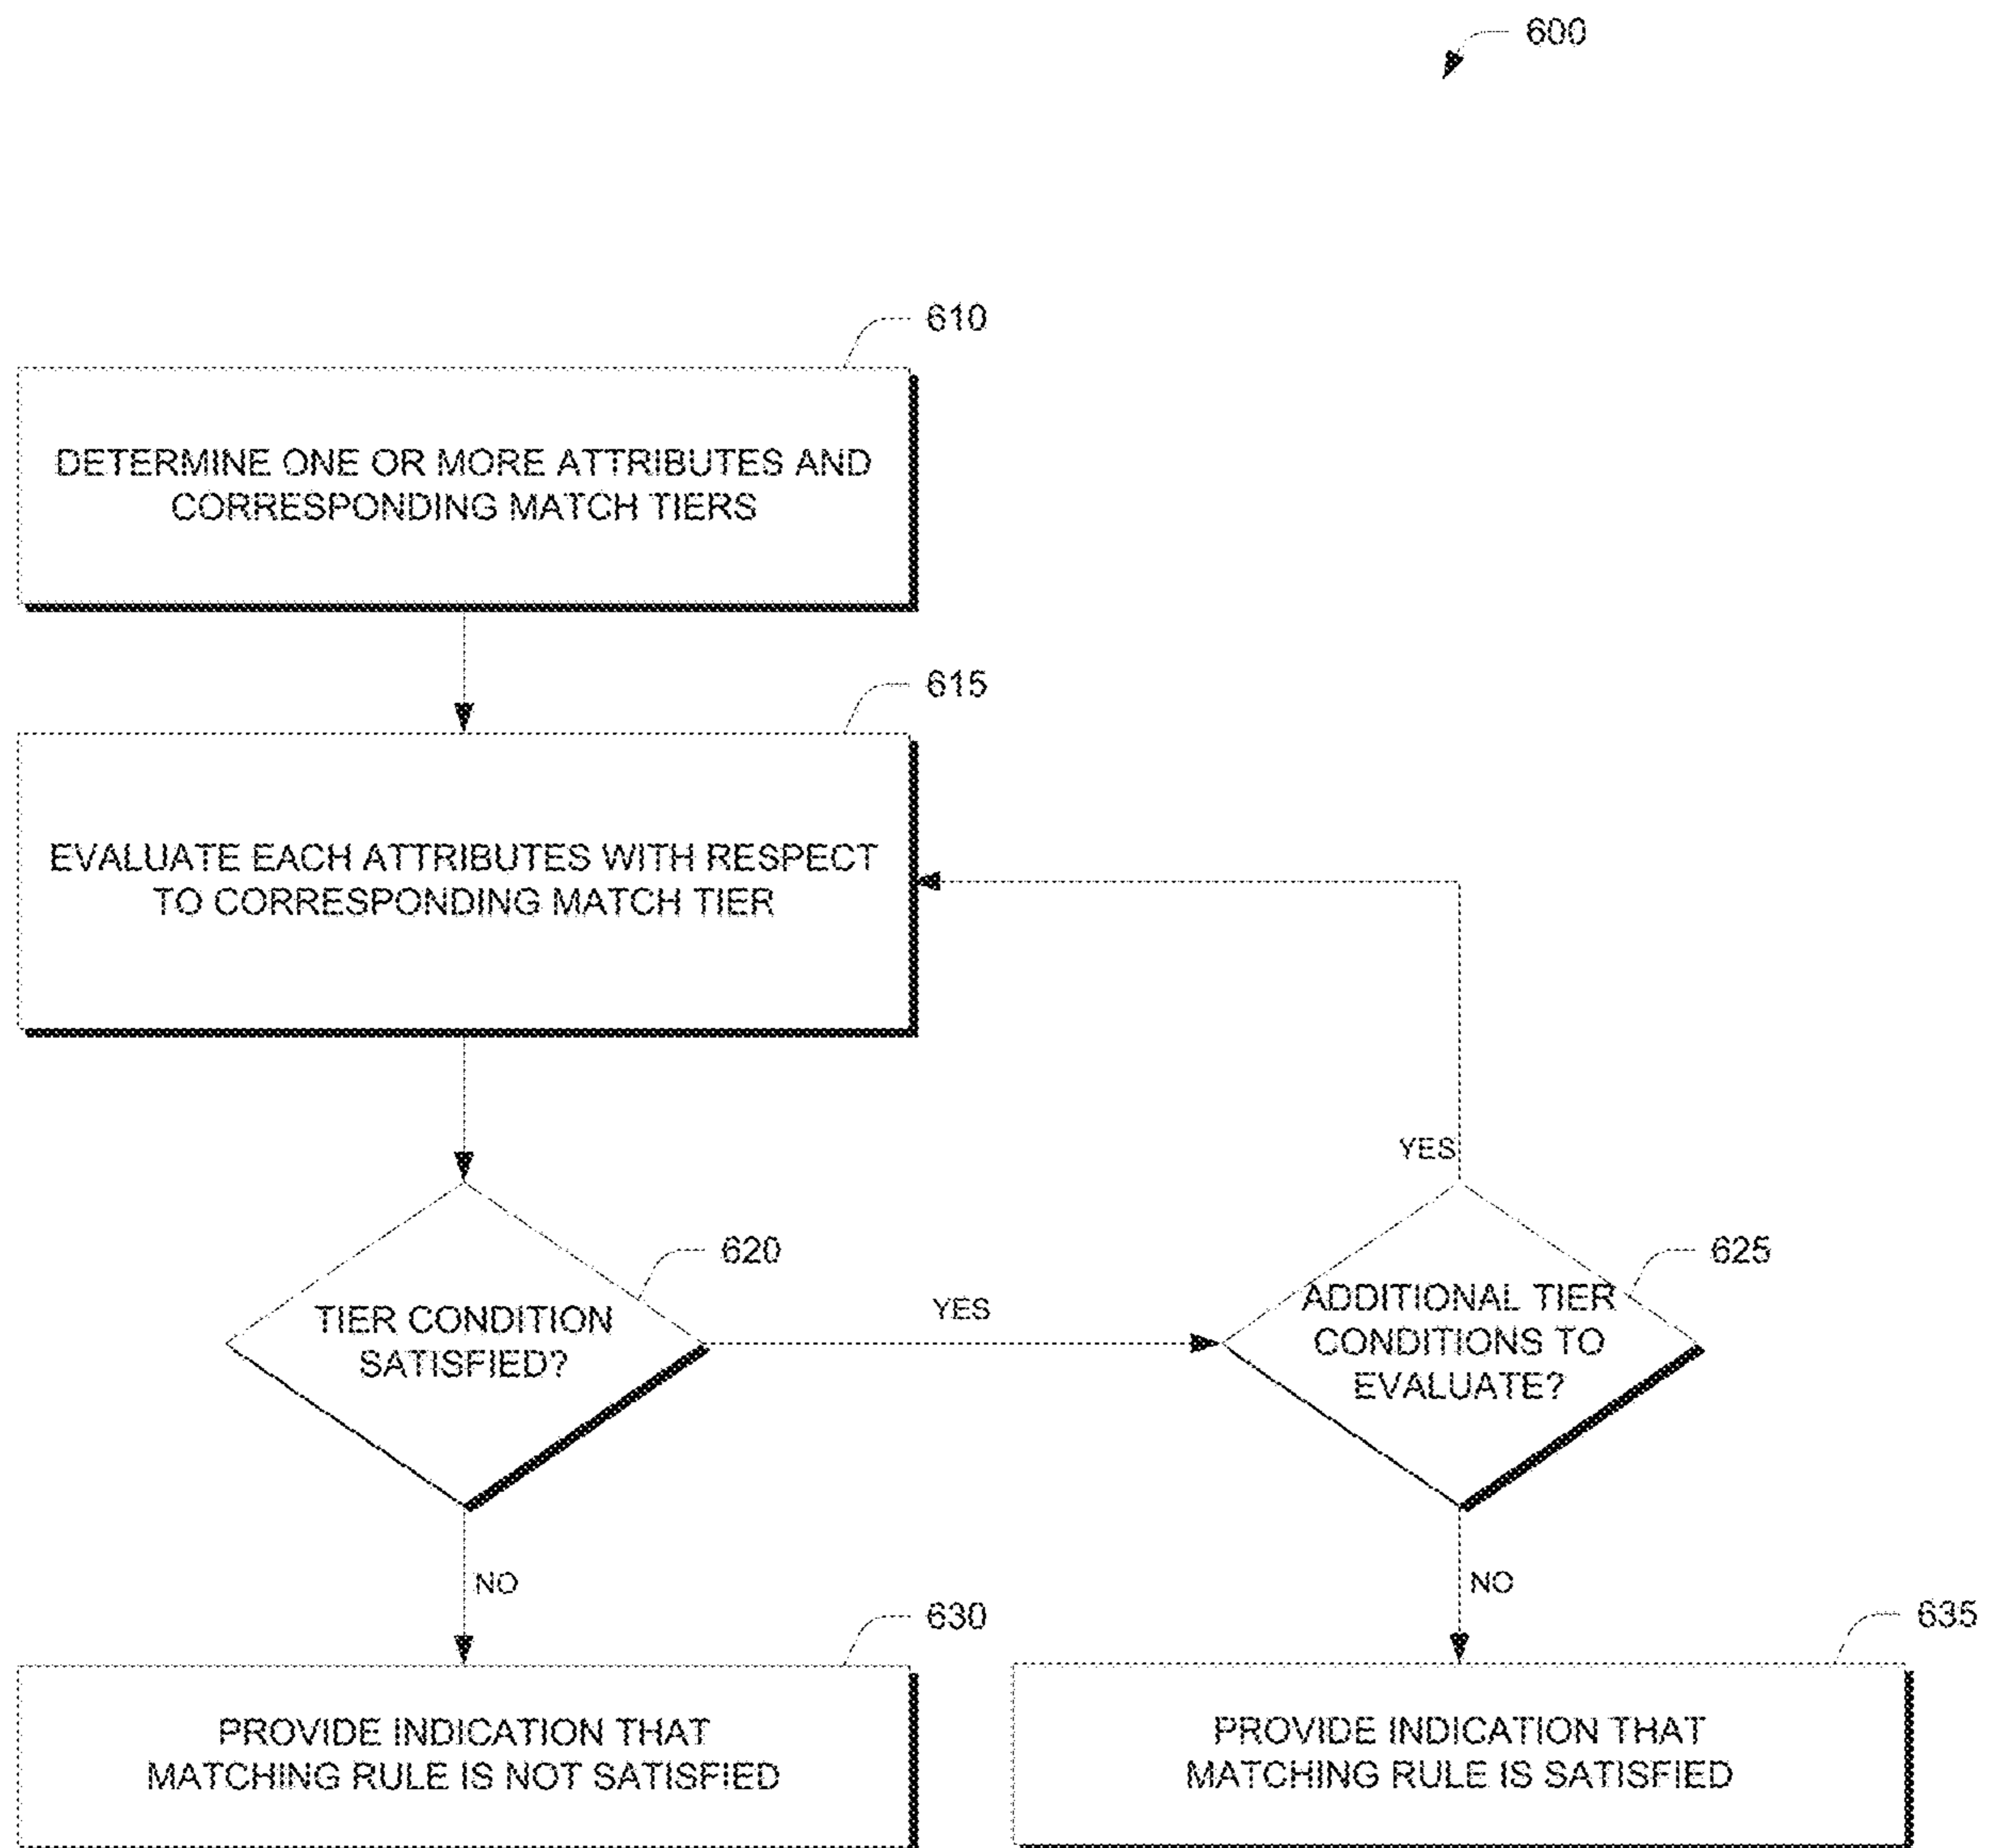 600
610
DETERMINE ONE OR MORE ATTRIBUTES AND
CORRESPONDING MATCH TIERS
615
EVALUATE EACH ATTRIBUTES WITH RESPECT
TO CORRESPONDING MATCH TIER
YES
620
625
TIER CONDITION
SATISFIED?
YES
ADDITIONAL TIER
CONDITIONS TO
EVALUATE?
NO
NO
630
635
PROVIDE INDICATION THAT
MATCHING RULE IS NOT SATISFIED
PROVIDE INDICATION THAT
MATCHING RULE IS SATISFIED